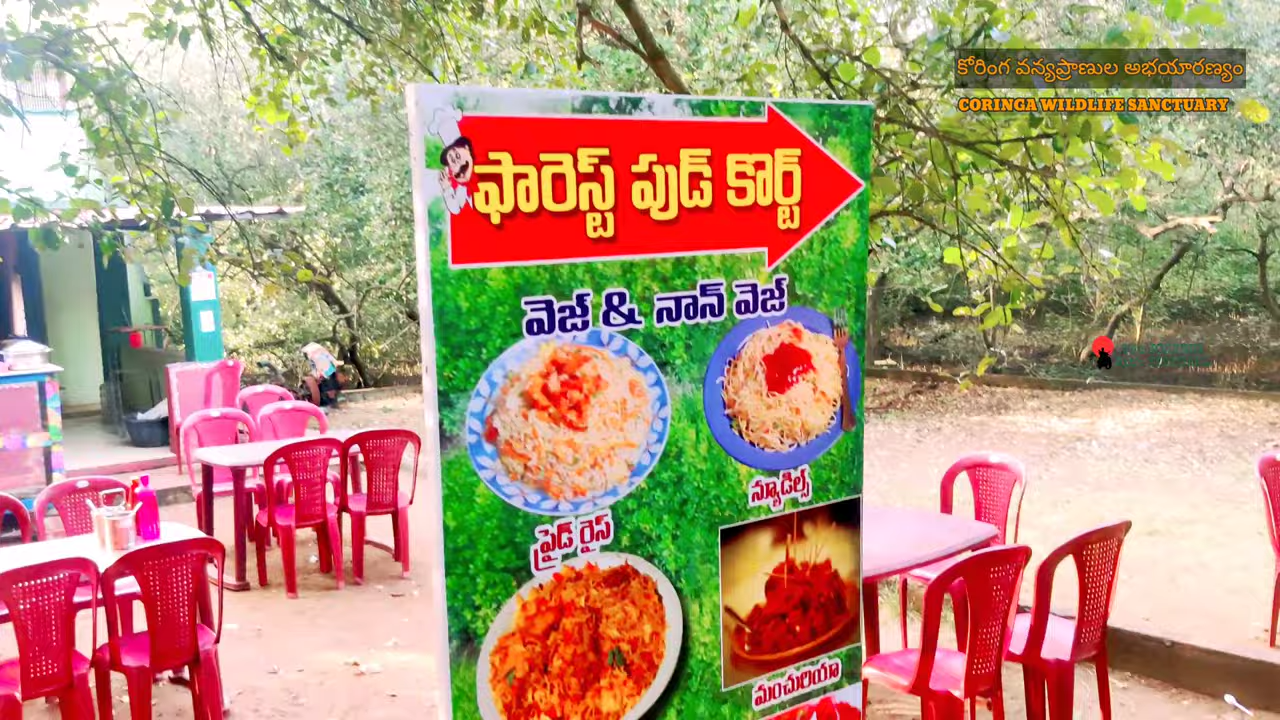 కోరింగ వన్యప్రాణుల అభయారణ్యం
CORINGA WILDLIFE SANCTUARY
ఫారెస్ట్ పుడ్ కొర్ట్
వెజ్ & నాన్ వెజ్
న్యూడిల్స్
ఫ్రైడ్ రైస్
మంచురియా